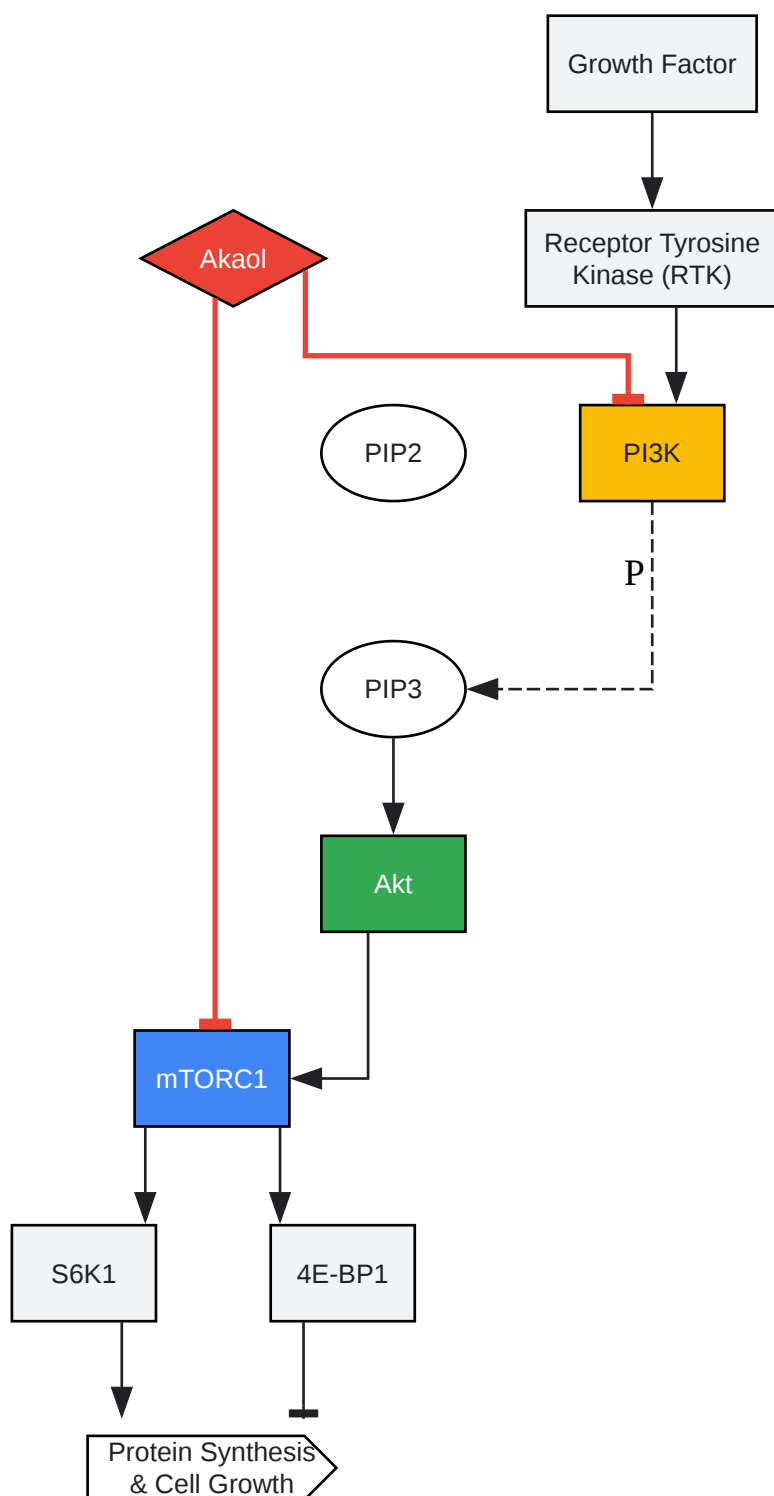 Growth Factor
Akaol
Receptor Tyrosine
Kinase (RTK)
PIP2
PI3K
P
PIP3
Akt
mTORC1
S6K1
4E-BP1
Protein Synthesis
& Cell Growth